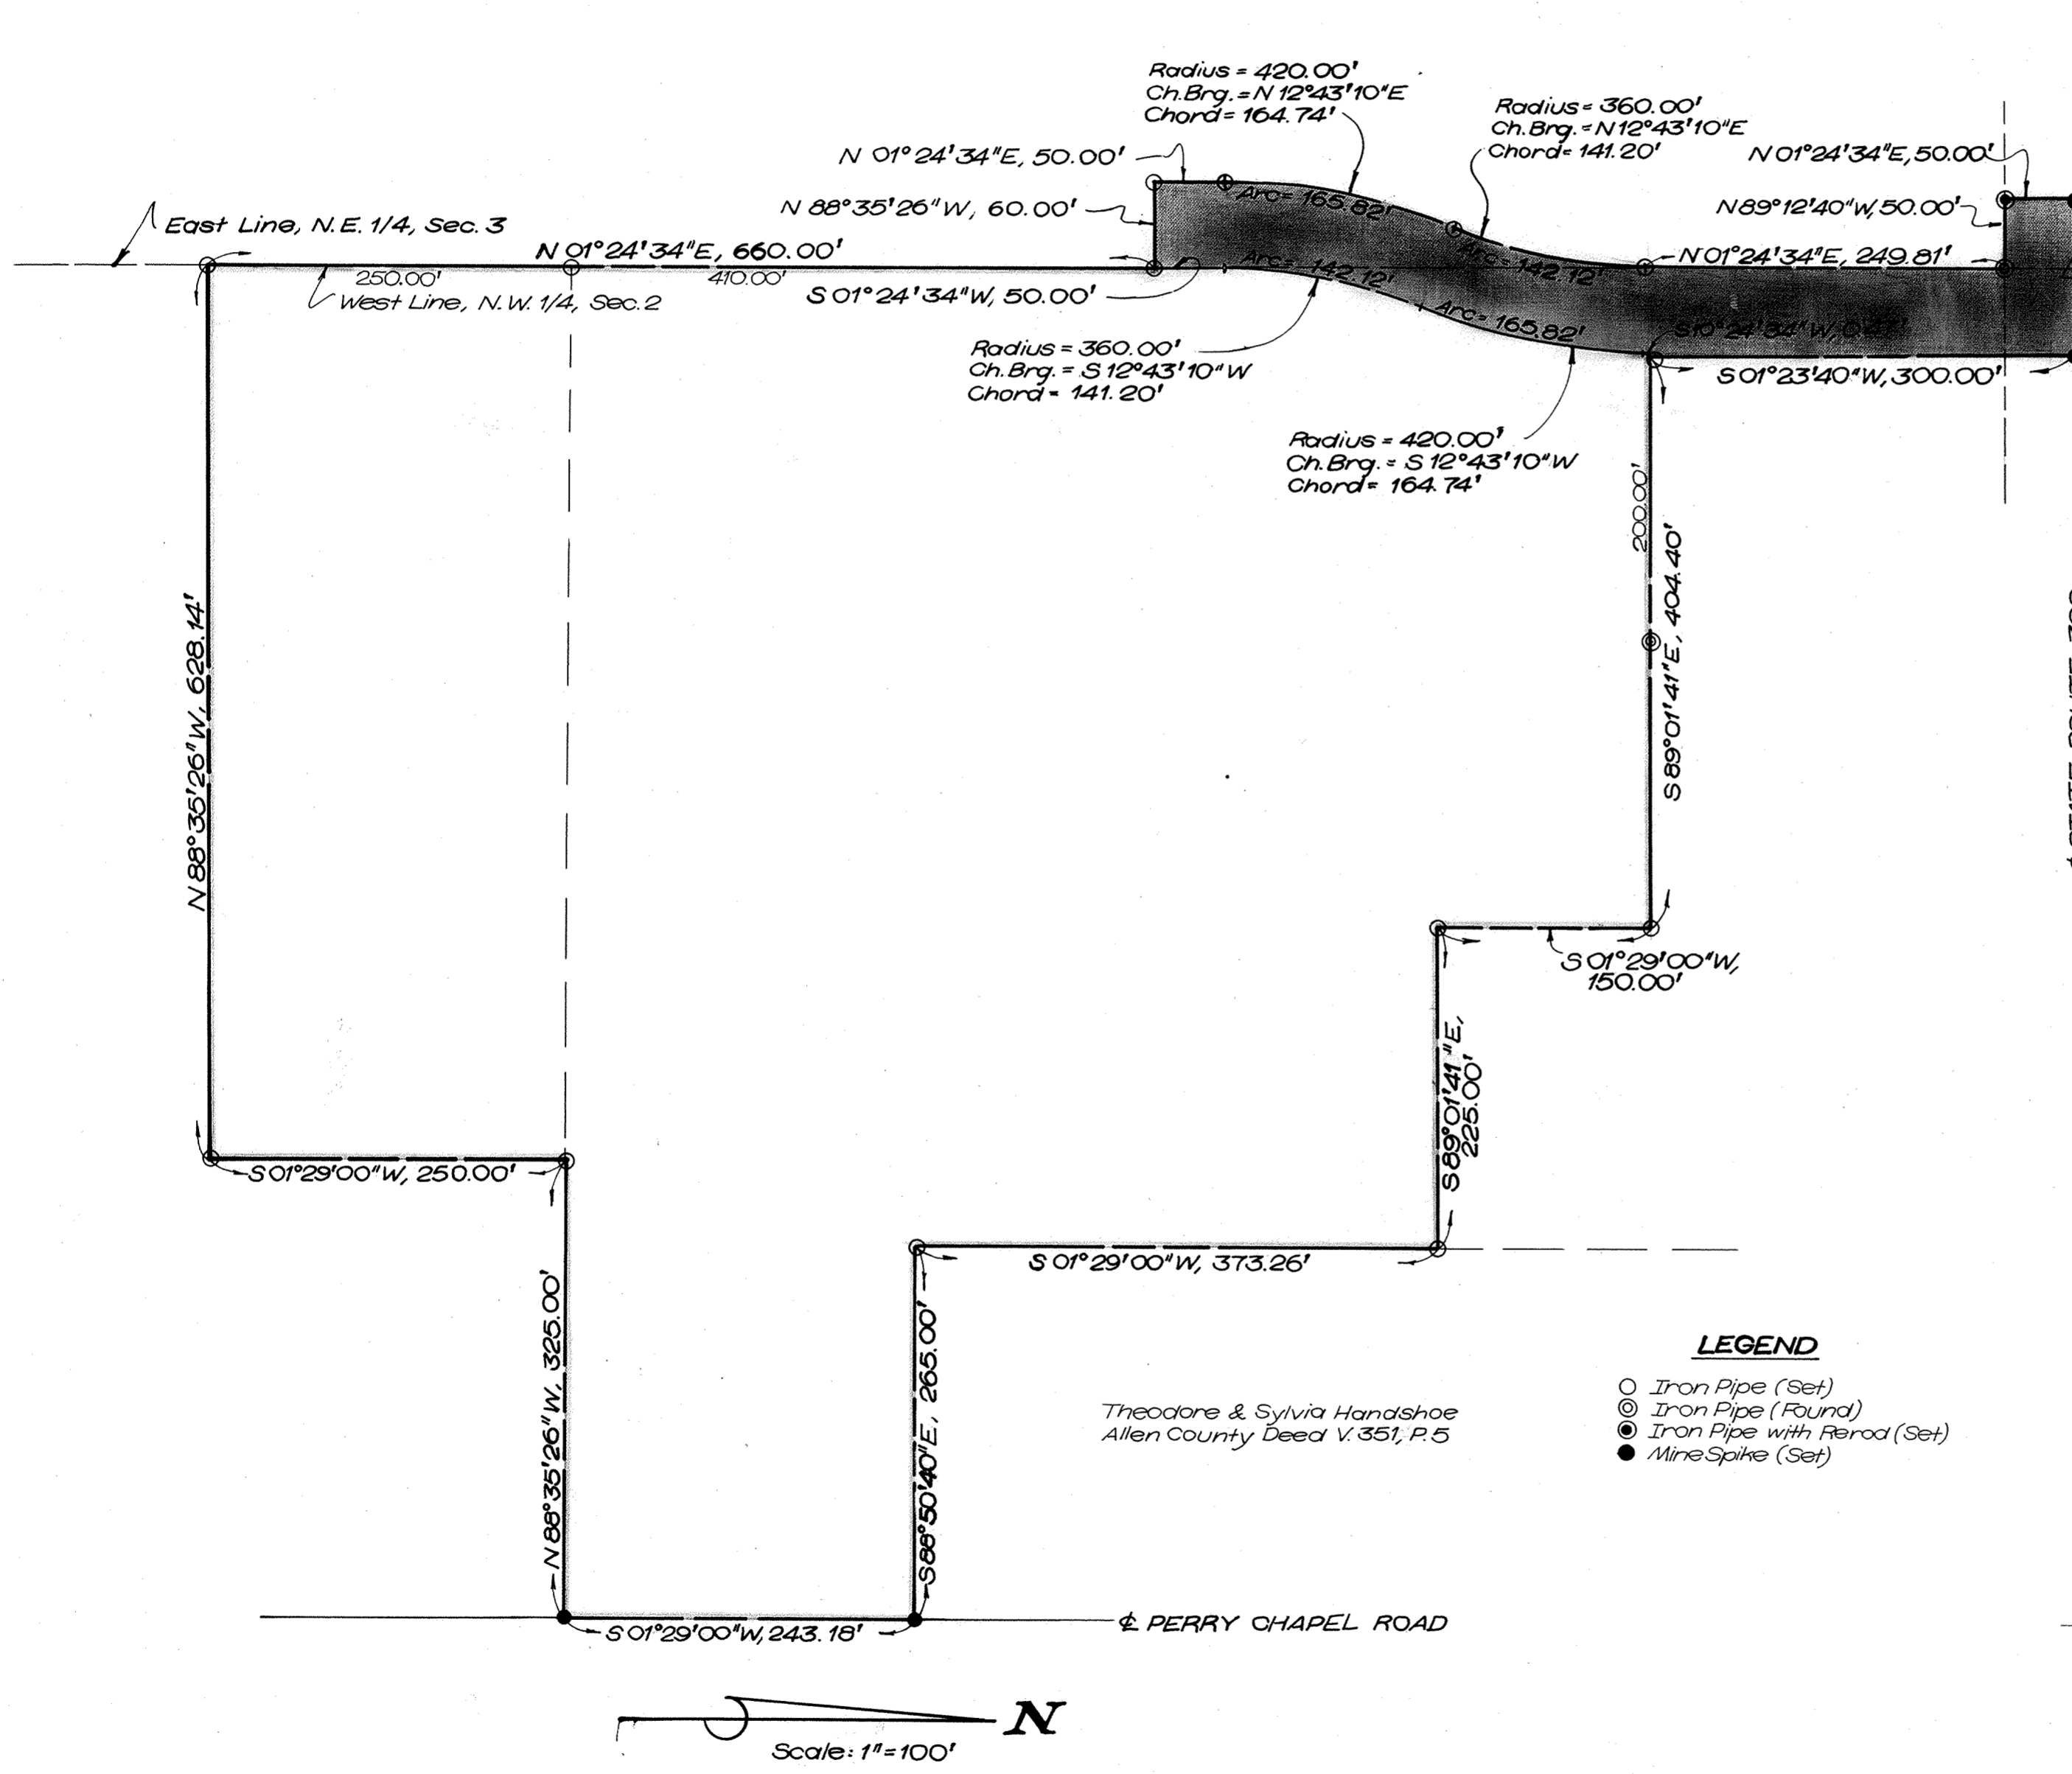 Radius = 420.00'
Ch.Brg. = N 12°43'10"E
Chord = 164.74'
Radius = 360.00'
Ch.Brg. = N 12°43'10"E
Chord = 141.20'
N 01°24'34"E, 50.00'
N 01°24'34"E, 50.00'
N 88°35'26"W, 60.00'
N 89°12'40"W, 50.00'
Arc = 165.82'
East Line, N.E. 1/4, Sec. 3
N 01°24'34"E, 660.00'
Arc = 142.12'
Arc = 142.12'
N 01°24'34"E, 249.81'
250.00'
410.00'
West Line, N.W. 1/4, Sec. 2
S 01°24'34"W, 50.00'
Arc = 165.82'
Radius = 360.00'
Ch.Brg. = S 12°43'10"W
Chord = 141.20'
S 01°23'40"W, 300.00'
Radius = 420.00'
Ch.Brg. = S 12°43'10"W
Chord = 164.74'
200.00'
S 89°01'41"E, 404.40'
N 88°35'26"W, 628.14'
S 01°29'00"W,
150.00'
S 89°01'41"E,
225.00'
S 01°29'00"W, 250.00'
S 01°29'00"W, 373.26'
N 88°35'26"W, 325.00'
S 88°50'40"E, 265.00'
Theodore & Sylvia Handshoe
Allen County Deed V. 351, P. 5
LEGEND
Iron Pipe (Set)
Iron Pipe (Found)
Iron Pipe with Rerod (Set)
Mine Spike (Set)
S 01°29'00"W, 243.18'
℄ PERRY CHAPEL ROAD
N
Scale: 1"=100'